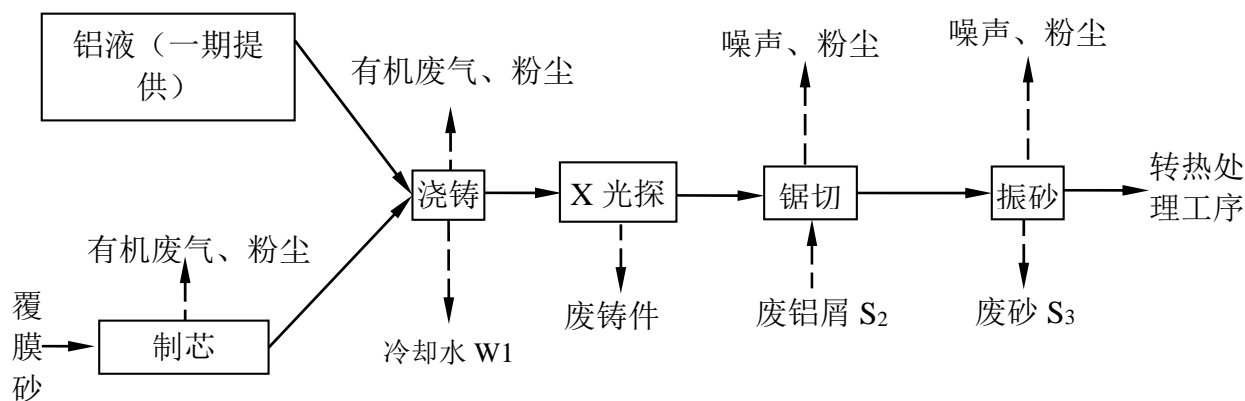 铝液（一期提
供）
有机废气、粉尘
噪声、粉尘
噪声、粉尘
浇铸
X 光探
锯切
振砂
转热处
理工序
有机废气、粉尘
覆
膜
砂
制芯
冷却水 W1
废铸件
废铝屑 S2
废砂 S3